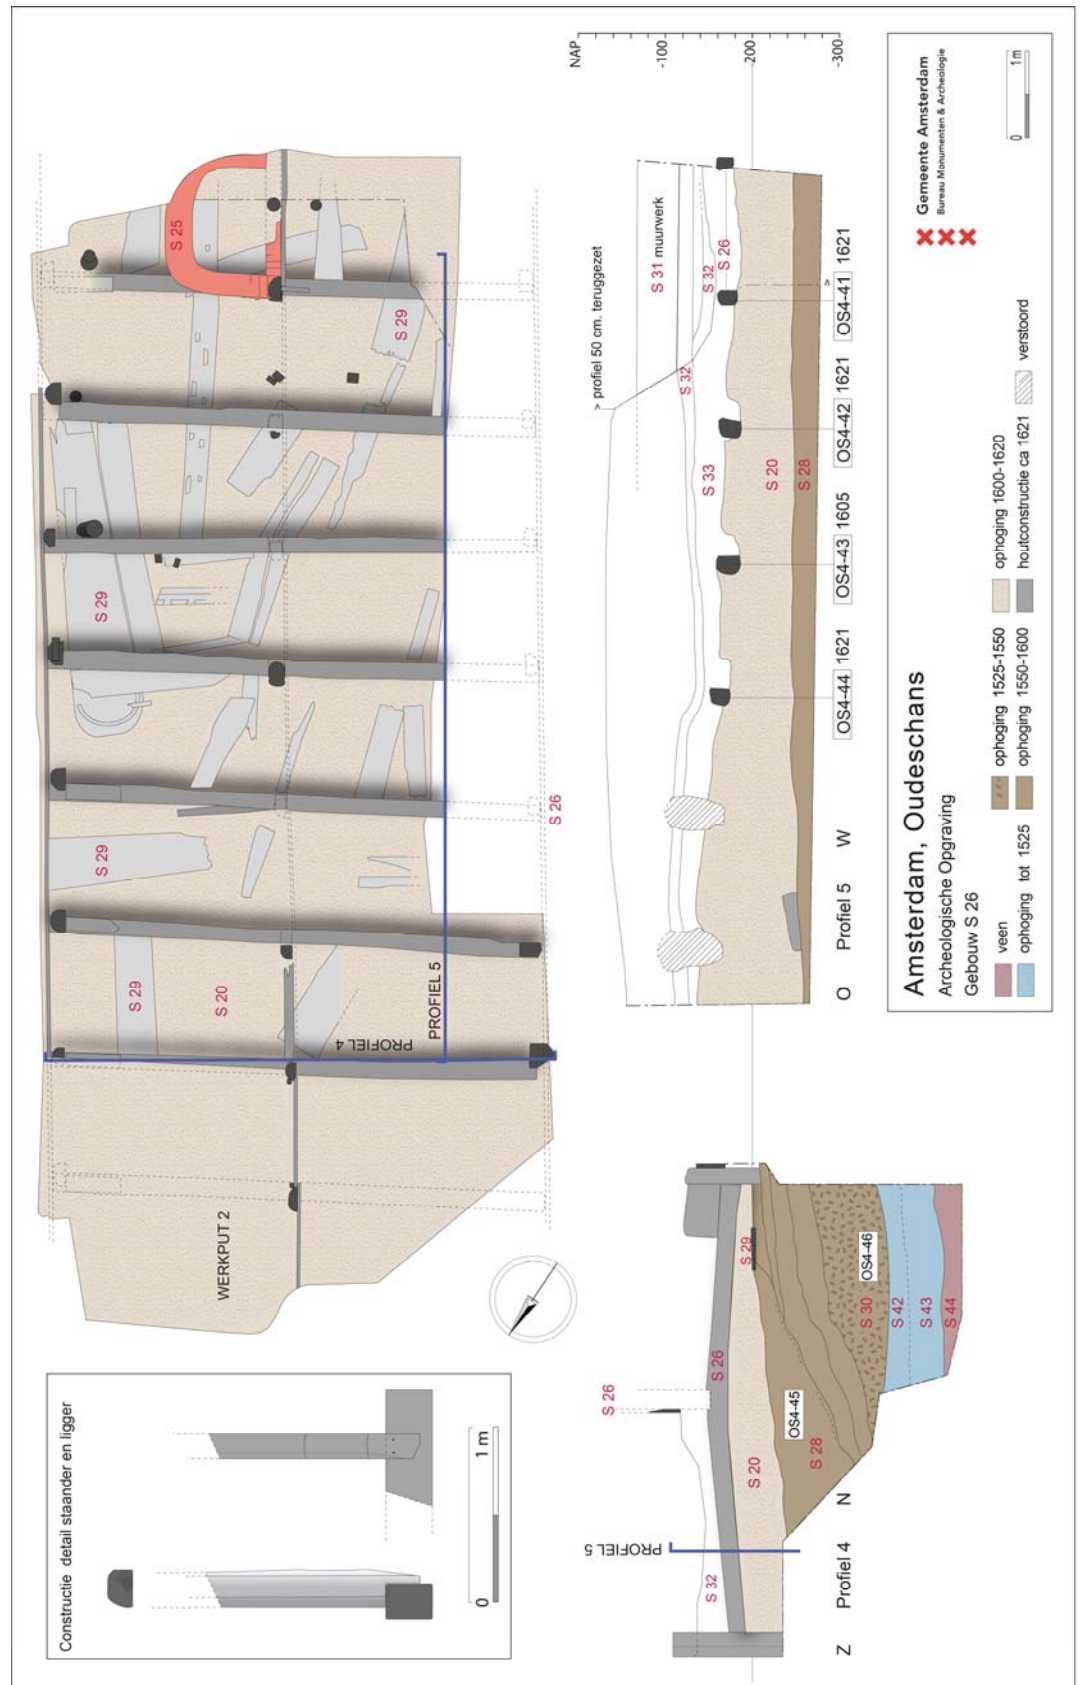 Constructie detail staander en ligger
0
1 m
WERKPUT 2
PROFIEL 4
PROFIEL 5
S 29
S 20
S 29
S 29
S 29
S 25
S 26
Z
Profiel 4
N
PROFIEL 5
S 32
S 26
S 26
S 20
S 29
OS4-45
S 28
S 30
OS4-46
S 42
S 43
S 44
NAP
-100
-200
-300
> profiel 50 cm. teruggezet
S 31 muurwerk
S 32
S 32
S 26
S 33
S 20
S 28
>
OS4-44 1621
OS4-43 1605
OS4-42 1621
OS4-41 1621
O
Profiel 5
W
Amsterdam, Oudeschans
Archeologische Opgraving
Gebouw S 26
veen
ophoging tot 1525
ophoging 1525-1550
ophoging 1550-1600
ophoging 1600-1620
houtconstructie ca 1621
verstoord
Gemeente Amsterdam
Bureau Monumenten & Archeologie
0
1m